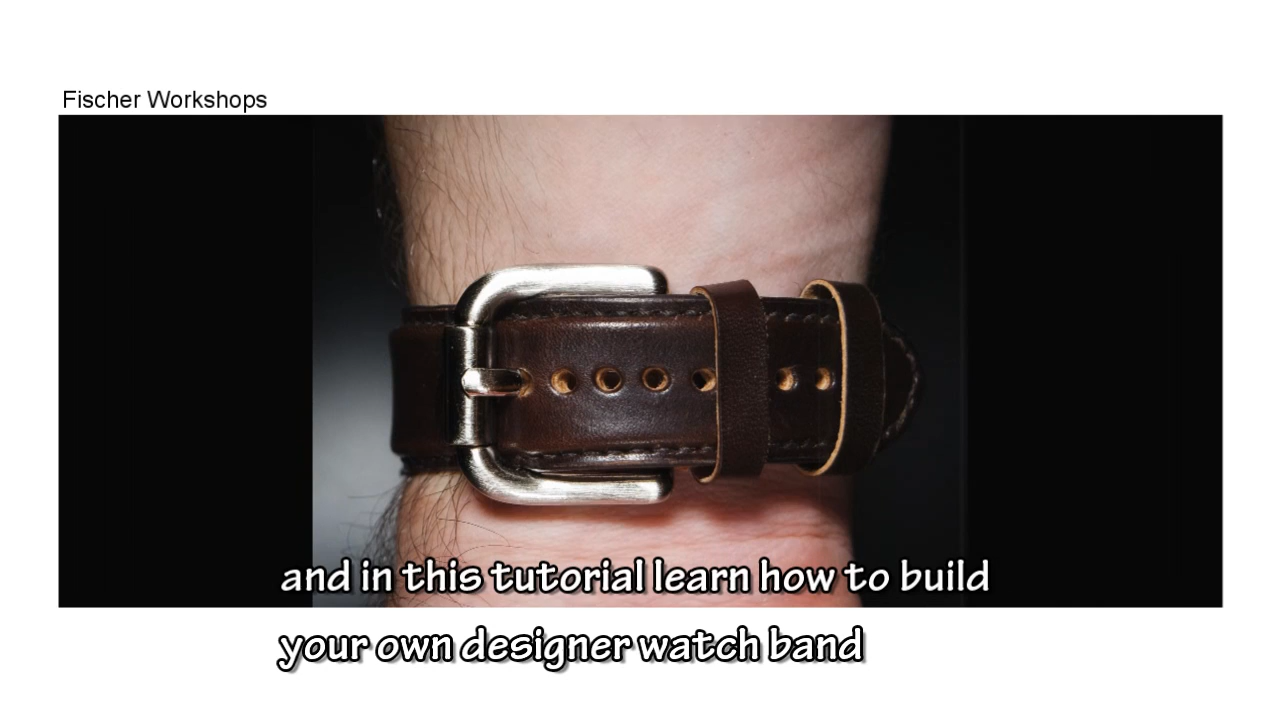 Fischer Workshops
and in this tutorial learn how to build
your own designer watch band